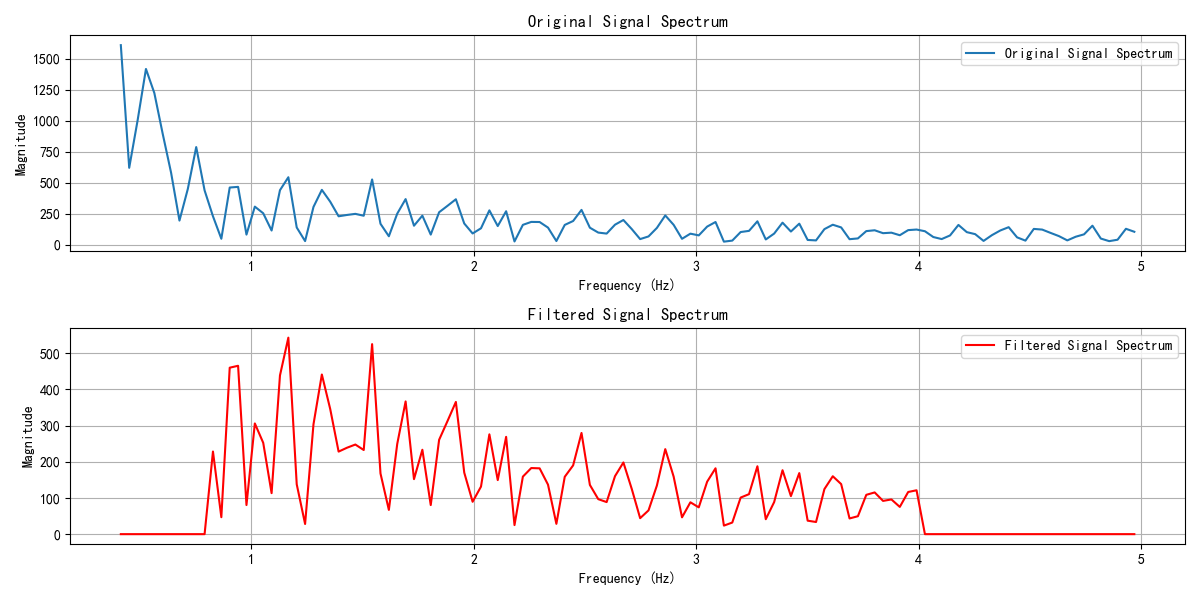 Original Signal Spectrum
Original Signal Spectrum
Magnitude
1500
1250
1000
750
500
250
0
1 2 3 4 5
Frequency (Hz)
Filtered Signal Spectrum
Filtered Signal Spectrum
Magnitude
500
400
300
200
100
0
1 2 3 4 5
Frequency (Hz)